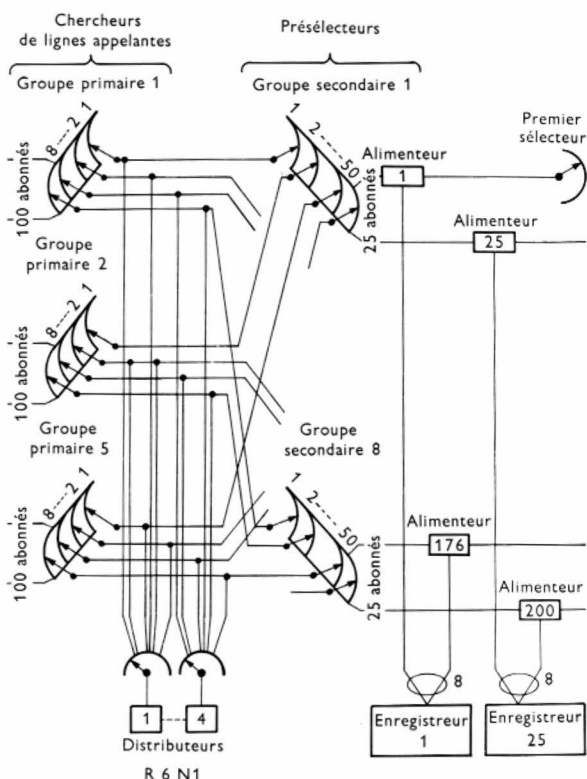 Chercheurs
de lignes appelantes
Groupe primaire 1
Présélecteurs
Groupe secondaire 1
8 --- 2 1
100 abonnés
1 2 --- 50
25 abonnés
Alimenteur
1
Premier
sélecteur
Alimenteur
25
Groupe
primaire 2
8 --- 2 1
100 abonnés
Groupe
primaire 5
8 --- 2 1
100 abonnés
Groupe
secondaire 8
1 2 --- 50
25 abonnés
Alimenteur
176
Alimenteur
200
8
8
1 ---- 4
Distributeurs
R 6 N1
Enregistreur
1
Enregistreur
25